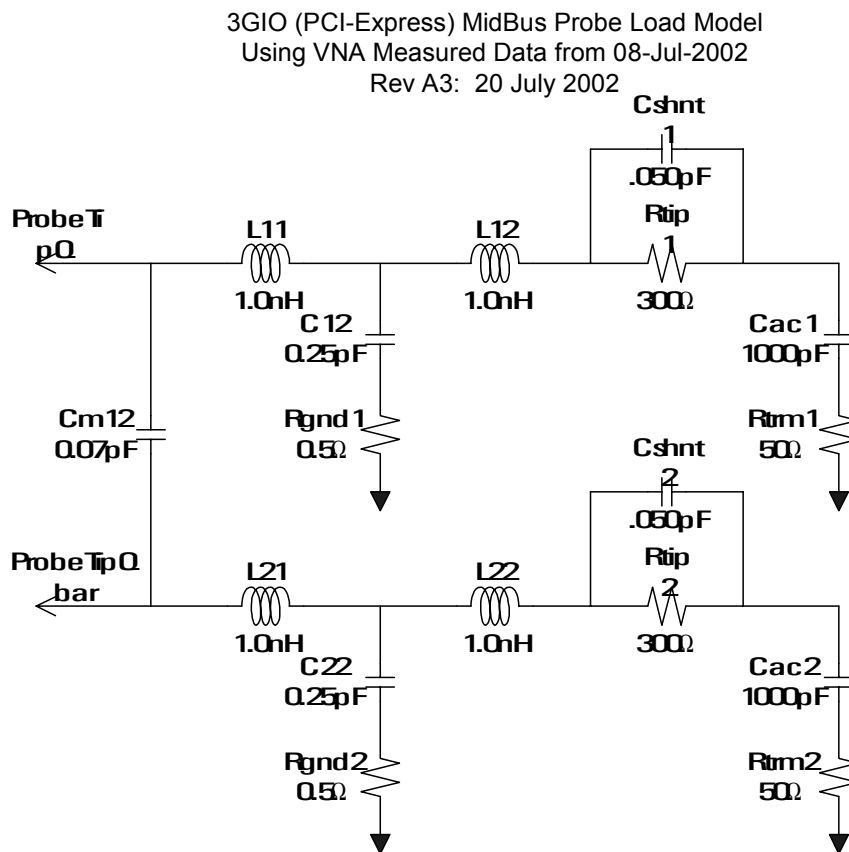 3GIO (PCI-Express) MidBus Probe Load Model
Using VNA Measured Data from 08-Jul-2002
Rev A3: 20 July 2002
Cshnt
1
.050pF
Rtip
1
300Ω
ProbeTi
pQ
L11
1.0nH
L12
1.0nH
C12
0.25pF
Cac1
1000pF
Cm12
0.07pF
Rgnd1
0.5Ω
Rtrm1
50Ω
Cshnt
2
.050pF
Rtip
2
300Ω
ProbeTipQ
bar
L21
1.0nH
L22
1.0nH
C22
0.25pF
Cac2
1000pF
Rgnd2
0.5Ω
Rtrm2
50Ω